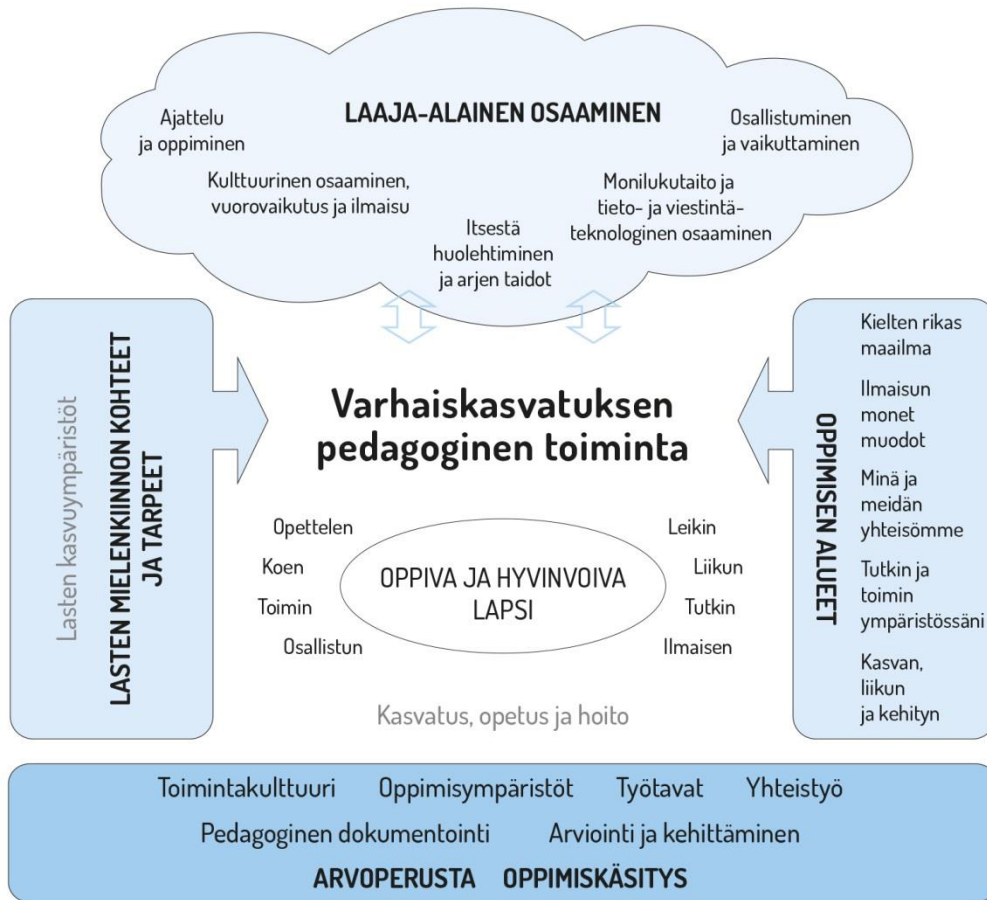 LAAJA-ALAINEN OSAAMINEN
Ajattelu
ja oppiminen
Kulttuurinen osaaminen,
vuorovaikutus ja ilmaisu
Itsestä
huolehtiminen
ja arjen taidot
Monilukutaito ja
tieto- ja viestintä-
teknologinen osaaminen
Osallistuminen
ja vaikuttaminen
Lasten kasvuympäristöt
LASTEN MIELENKIINNON KOHTEET
JA TARPEET
Varhaiskasvatuksen
pedagoginen toiminta
Opettelen
Koen
Toimin
Osallistun
OPPIVA JA HYVINVOIVA
LAPSI
Leikin
Liikun
Tutkin
Ilmaisen
Kasvatus, opetus ja hoito
OPPIMISEN ALUEET
Kielten rikas
maailma
Ilmaisun
monet
muodot
Minä ja
meidän
yhteisömme
Tutkin ja
toimin
ympäristössäni
Kasvan,
liikun
ja kehityn
Toimintakulttuuri Oppimisympäristöt Työtavat Yhteistyö
Pedagoginen dokumentointi Arviointi ja kehittäminen
ARVOPERUSTA OPPIMISKÄSITYS